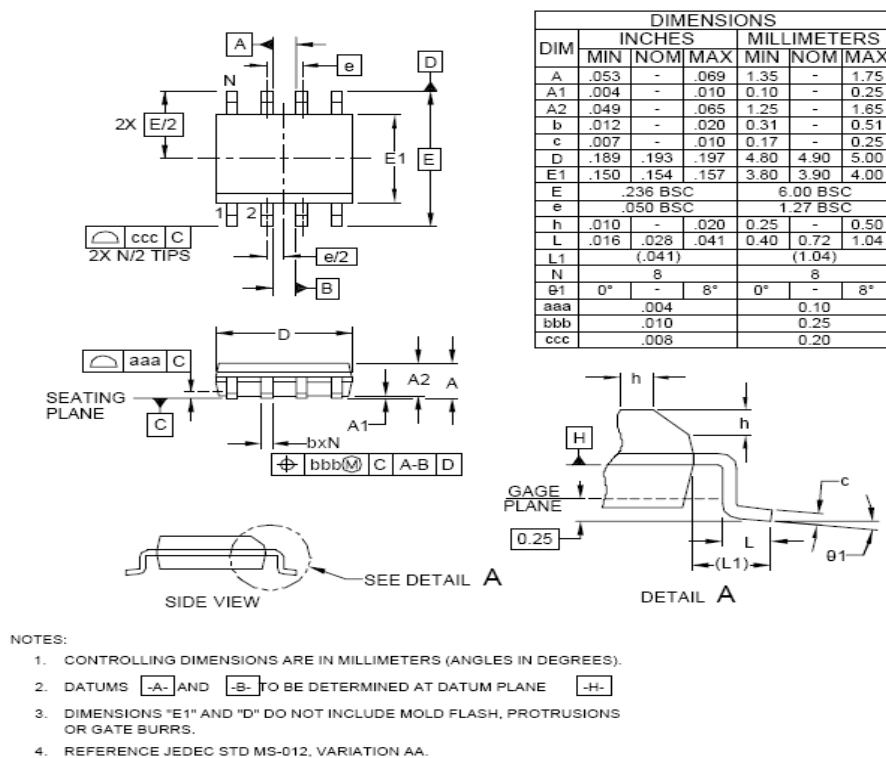 A
e
D
N
2X E/2
E1
E
1 2
ccc C
2X N/2 TIPS
e/2
B
DIMENSIONS
DIM INCHES MILLIMETERS
MIN NOM MAX MIN NOM MAX
A .053 - .069 1.35 - 1.75
A1 .004 - .010 0.10 - 0.25
A2 .049 - .065 1.25 - 1.65
b .012 - .020 0.31 - 0.51
c .007 - .010 0.17 - 0.25
D .189 .193 .197 4.80 4.90 5.00
E1 .150 .154 .157 3.80 3.90 4.00
E .236 BSC 6.00 BSC
e .050 BSC 1.27 BSC
h .010 - .020 0.25 - 0.50
L .016 .028 .041 0.40 0.72 1.04
L1 (.041) (1.04)
N 8 8
θ1 0° - 8° 0° - 8°
aaa .004 0.10
bbb .010 0.25
ccc .008 0.20
D
aaa C
A2 A
SEATING
PLANE
C
A1
bxN
bbbⓂ C A-B D
h
h
H
GAGE
PLANE
c
0.25
L
(L1)
θ1
DETAIL A
SEE DETAIL A
SIDE VIEW
NOTES:
1. CONTROLLING DIMENSIONS ARE IN MILLIMETERS (ANGLES IN DEGREES).
2. DATUMS -A- AND -B- TO BE DETERMINED AT DATUM PLANE -H-
3. DIMENSIONS "E1" AND "D" DO NOT INCLUDE MOLD FLASH, PROTRUSIONS
OR GATE BURRS.
4. REFERENCE JEDEC STD MS-012, VARIATION AA.